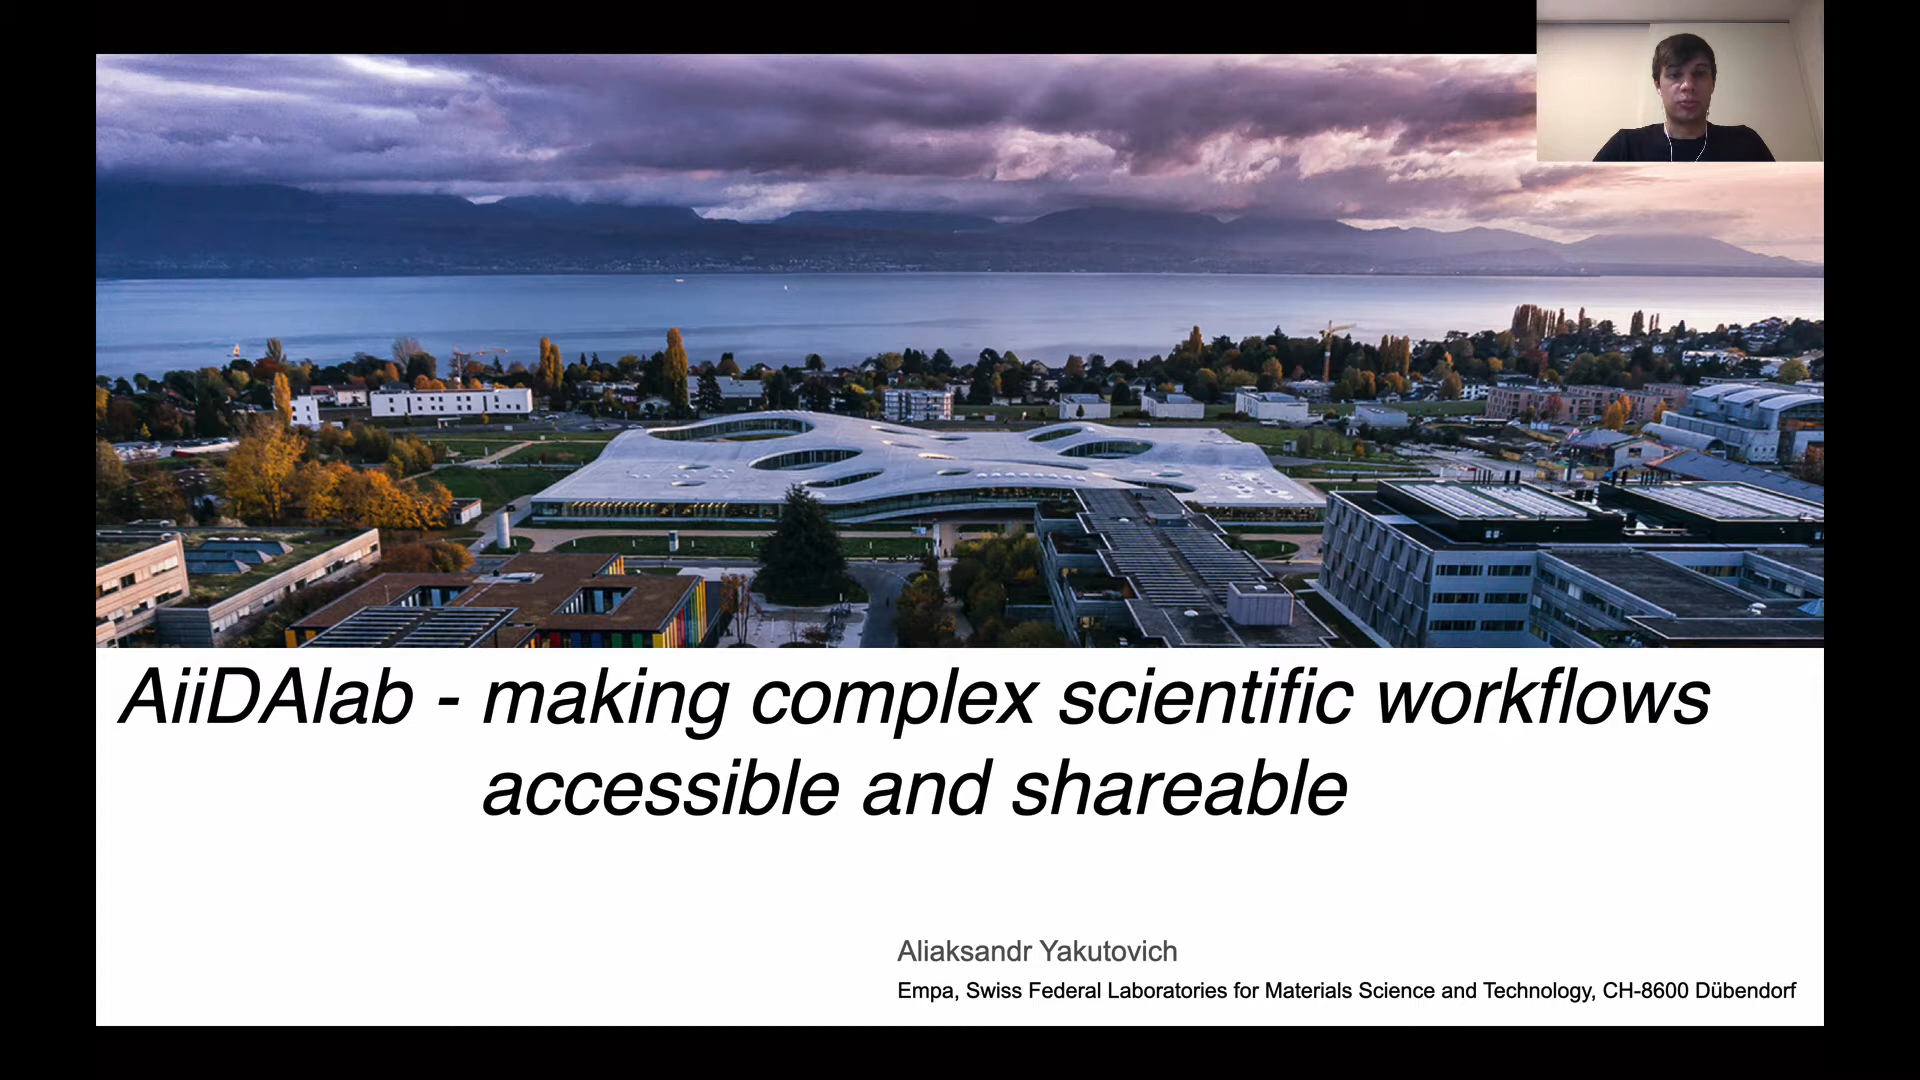 AiiDAlab - making complex scientific workflows
accessible and shareable
Aliaksandr Yakutovich
Empa, Swiss Federal Laboratories for Materials Science and Technology, CH-8600 Dübendorf